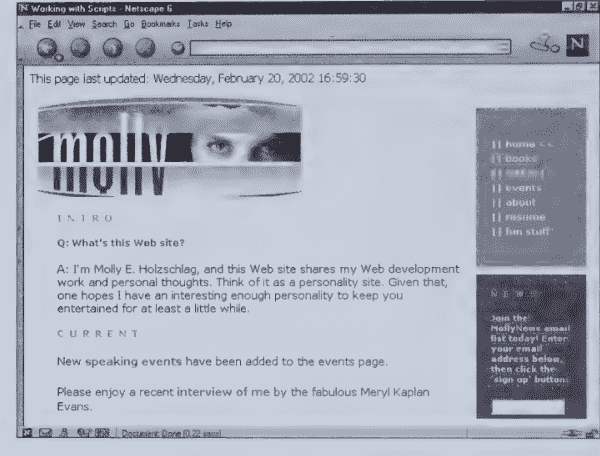 Working with Scripts - Netscape 6
File Edit View Search Go Bookmarks Tasks Help
N
This page last updated: Wednesday, February 20, 2002 16:59:30
molly
INTRO
Q: What's this Web site?
A: I'm Molly E. Holzschlag, and this Web site shares my Web development
work and personal thoughts. Think of it as a personality site. Given that,
one hopes I have an interesting enough personality to keep you
entertained for at least a little while.
CURRENT
New speaking events have been added to the events page.
Please enjoy a recent interview of me by the fabulous Meryl Kaplan
Evans.
|| home <<
|| books
|| events
|| about
|| resume
|| fun stuff
NEWS
Join the
MollyNews email
list today! Enter
your email
address below,
then click the
'sign up' button:
Document: Done (0.22 secs)